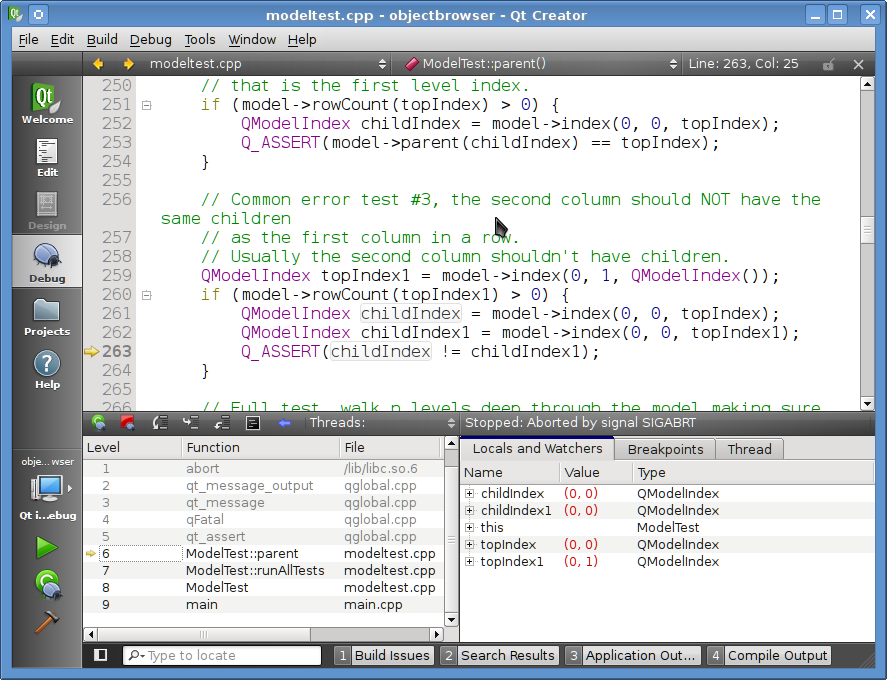 modeltest.cpp - objectbrowser - Qt Creator
File Edit Build Debug Tools Window Help
modeltest.cpp ModelTest::parent() Line: 263, Col: 25
Qt
Welcome
Edit
Design
Debug
Projects
Help
obje...wser
Qt i...ebug
250 // that is the first level index.
251 if (model->rowCount(topIndex) > 0) {
252 QModelIndex childIndex = model->index(0, 0, topIndex);
253 Q_ASSERT(model->parent(childIndex) == topIndex);
254 }
255
256 // Common error test #3, the second column should NOT have the
same children
257 // as the first column in a row.
258 // Usually the second column shouldn't have children.
259 QModelIndex topIndex1 = model->index(0, 1, QModelIndex());
260 if (model->rowCount(topIndex1) > 0) {
261 QModelIndex childIndex = model->index(0, 0, topIndex);
262 QModelIndex childIndex1 = model->index(0, 0, topIndex1);
263 Q_ASSERT(childIndex != childIndex1);
264 }
265
266 // Full test, walk n levels deep through the model making sure
Threads: Stopped: Aborted by signal SIGABRT
Level Function File
1 abort /lib/libc.so.6
2 qt_message_output qglobal.cpp
3 qt_message qglobal.cpp
4 qFatal qglobal.cpp
5 qt_assert qglobal.cpp
6 ModelTest::parent modeltest.cpp
7 ModelTest::runAllTests modeltest.cpp
8 ModelTest modeltest.cpp
9 main main.cpp
Locals and Watchers Breakpoints Thread
Name Value Type
childIndex (0, 0) QModelIndex
childIndex1 (0, 0) QModelIndex
this ModelTest
topIndex (0, 0) QModelIndex
topIndex1 (0, 1) QModelIndex
Type to locate 1 Build Issues 2 Search Results 3 Application Out... 4 Compile Output